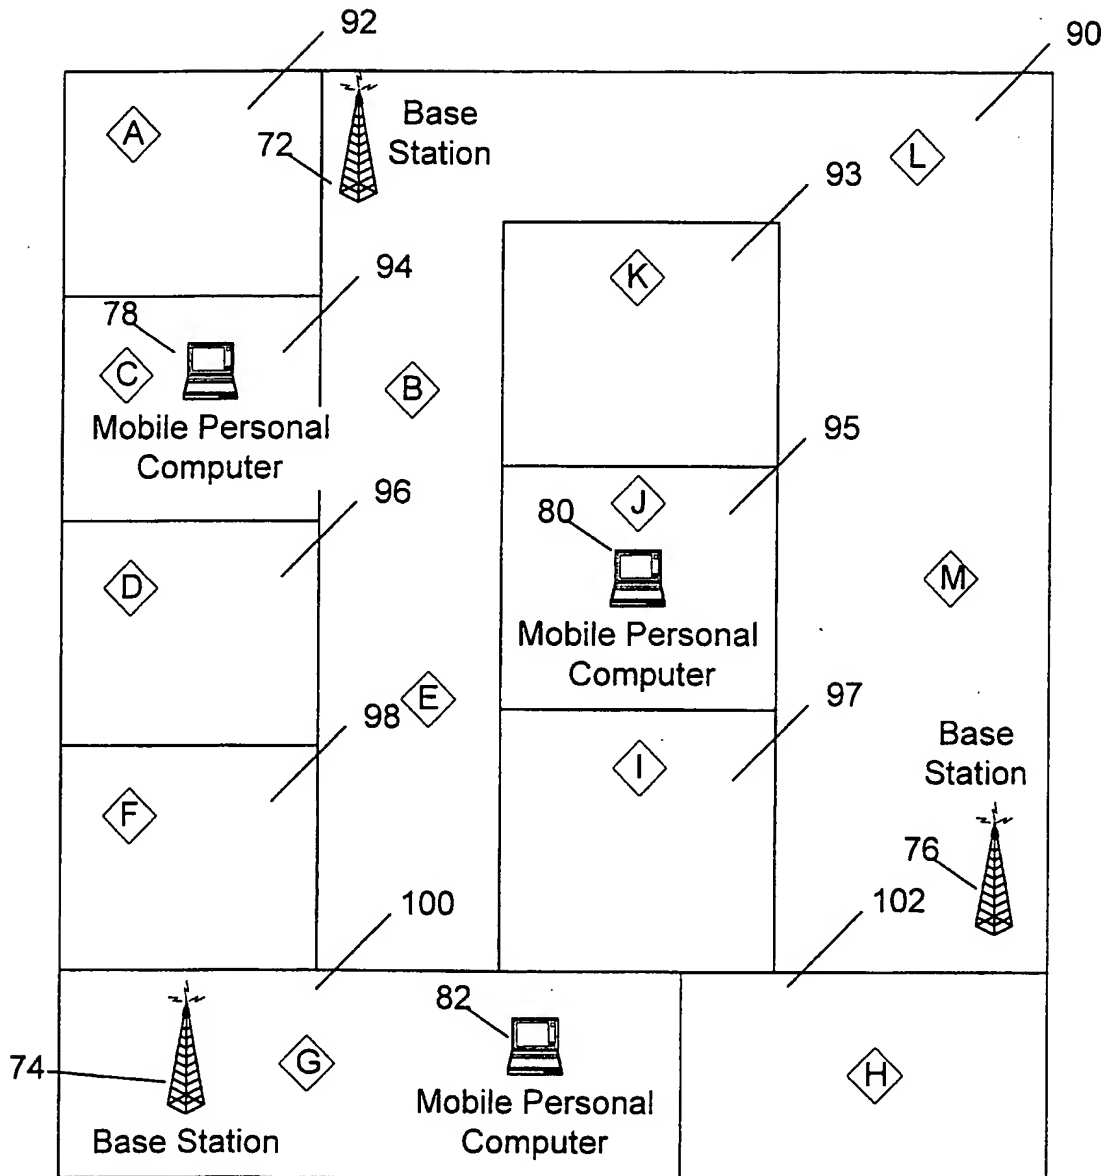 92
90
A
Base
Station
72
L
93
K
94
78
C
B
Mobile Personal
Computer
95
96
J
80
D
M
Mobile Personal
Computer
E
98
97
Base
Station
I
F
76
100
102
82
74
G
H
Mobile Personal
Computer
Base Station